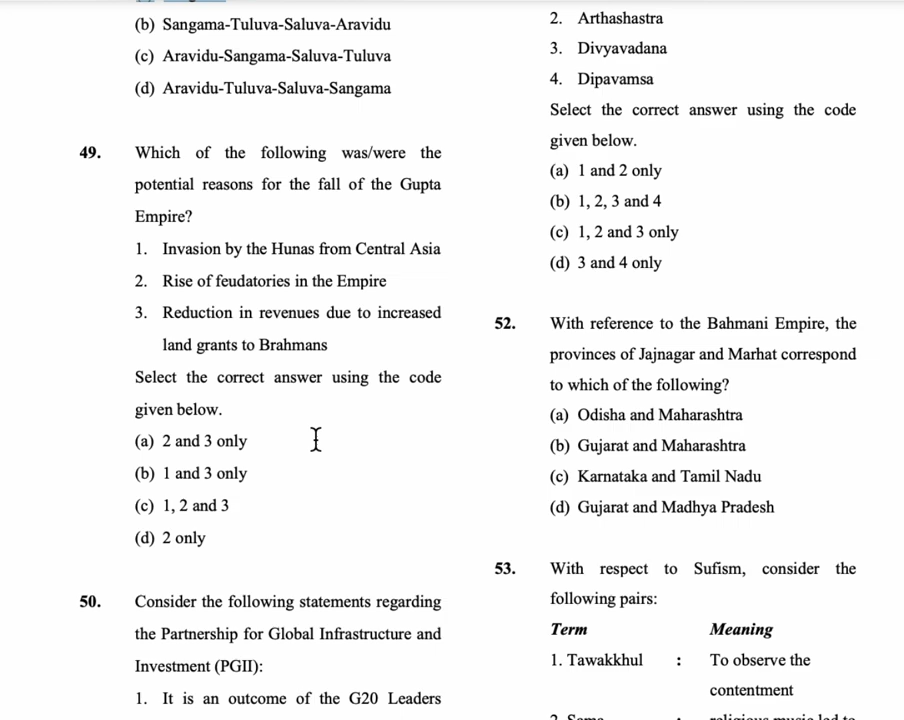 (b) Sangama-Tuluva-Saluva-Aravidu
(c) Aravidu-Sangama-Saluva-Tuluva
(d) Aravidu-Tuluva-Saluva-Sangama
49. Which of the following was/were the
potential reasons for the fall of the Gupta
Empire?
1. Invasion by the Hunas from Central Asia
2. Rise of feudatories in the Empire
3. Reduction in revenues due to increased
land grants to Brahmans
Select the correct answer using the code
given below.
(a) 2 and 3 only
(b) 1 and 3 only
(c) 1, 2 and 3
(d) 2 only
50. Consider the following statements regarding
the Partnership for Global Infrastructure and
Investment (PGII):
1. It is an outcome of the G20 Leaders
2. Arthashastra
3. Divyavadana
4. Dipavamsa
Select the correct answer using the code
given below.
(a) 1 and 2 only
(b) 1, 2, 3 and 4
(c) 1, 2 and 3 only
(d) 3 and 4 only
52. With reference to the Bahmani Empire, the
provinces of Jajnagar and Marhat correspond
to which of the following?
(a) Odisha and Maharashtra
(b) Gujarat and Maharashtra
(c) Karnataka and Tamil Nadu
(d) Gujarat and Madhya Pradesh
53. With respect to Sufism, consider the
following pairs:
Term Meaning
1. Tawakkhul : To observe the
contentment